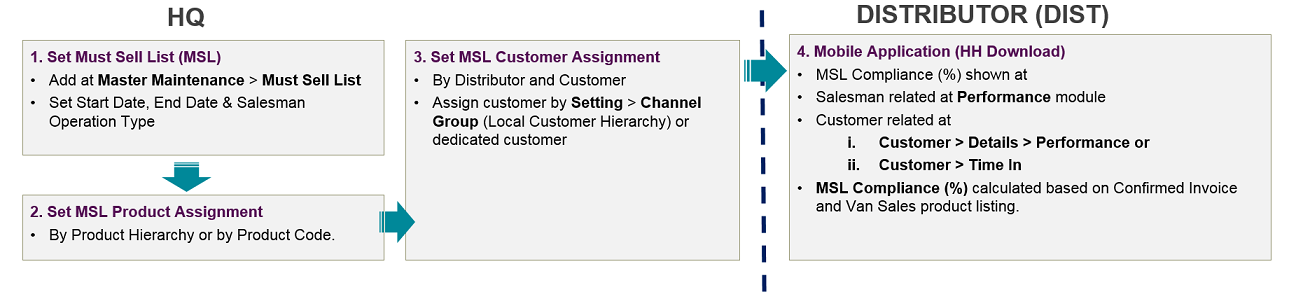 HQ
1. Set Must Sell List (MSL)
• Add at Master Maintenance > Must Sell List
• Set Start Date, End Date & Salesman
Operation Type
2. Set MSL Product Assignment
• By Product Hierarchy or by Product Code.
3. Set MSL Customer Assignment
• By Distributor and Customer
• Assign customer by Setting > Channel
Group (Local Customer Hierarchy) or
dedicated customer
DISTRIBUTOR (DIST)
4. Mobile Application (HH Download)
• MSL Compliance (%) shown at
• Salesman related at Performance module
• Customer related at
i. Customer > Details > Performance or
ii. Customer > Time In
• MSL Compliance (%) calculated based on Confirmed Invoice
and Van Sales product listing.